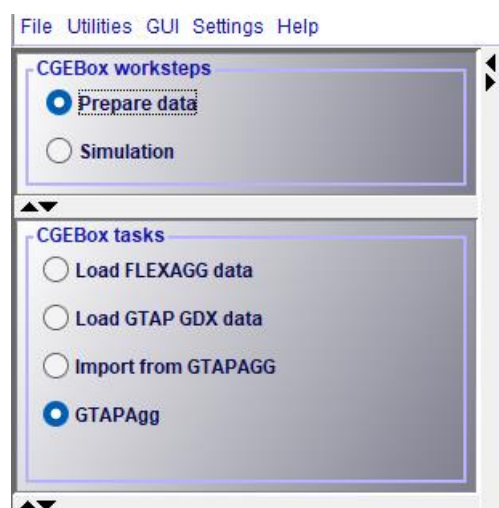 File Utilities GUI Settings Help
CGEBox worksteps
Prepare data
Simulation
CGEBox tasks
Load FLEXAGG data
Load GTAP GDX data
Import from GTAPAGG
GTAPAgg